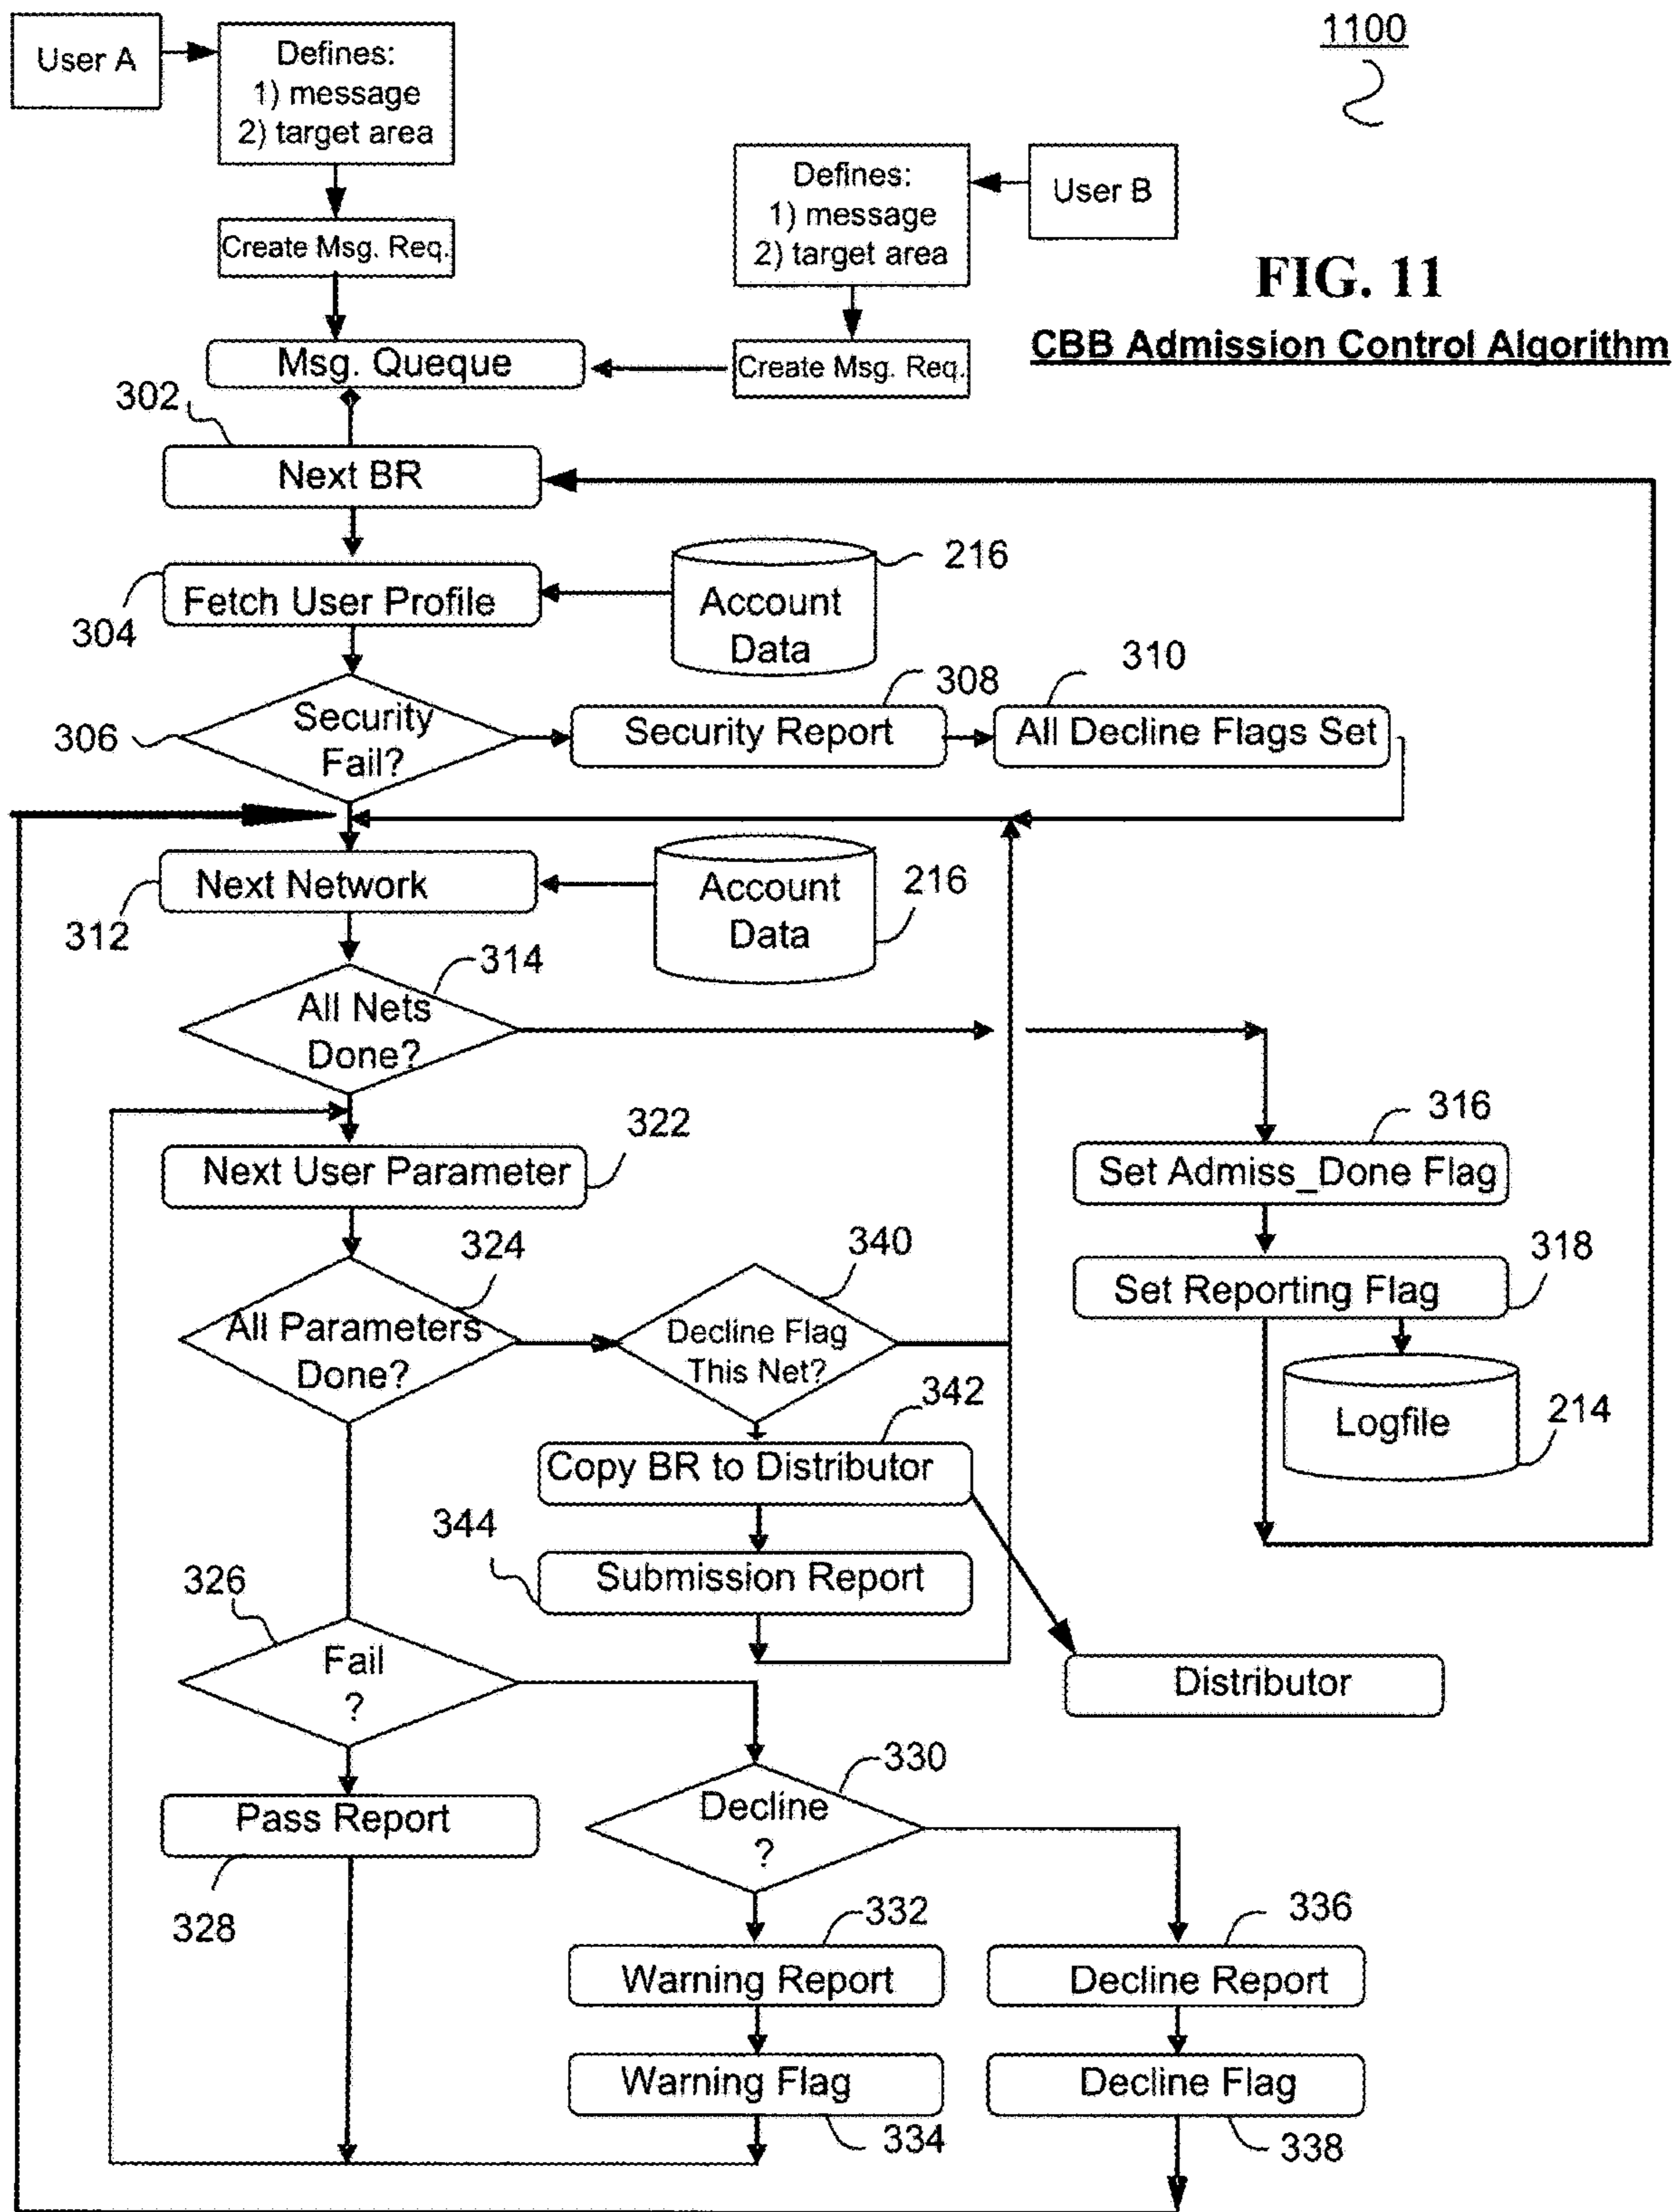 1100
User A
Defines:
1) message
2) target area
Create Msg. Req.
Defines:
1) message
2) target area
User B
FIG. 11
CBB Admission Control Algorithm
Create Msg. Req.
Msg. Queque
302
Next BR
304
Fetch User Profile
216
Account
Data
306
Security
Fail?
308
Security Report
310
All Decline Flags Set
312
Next Network
216
Account
Data
314
All Nets
Done?
316
Set Admiss_Done Flag
318
Set Reporting Flag
Logfile
214
322
Next User Parameter
324
All Parameters
Done?
340
Decline Flag
This Net?
342
Copy BR to Distributor
344
Submission Report
Distributor
326
Fail
?
328
Pass Report
330
Decline
?
332
Warning Report
Warning Flag
334
336
Decline Report
Decline Flag
338